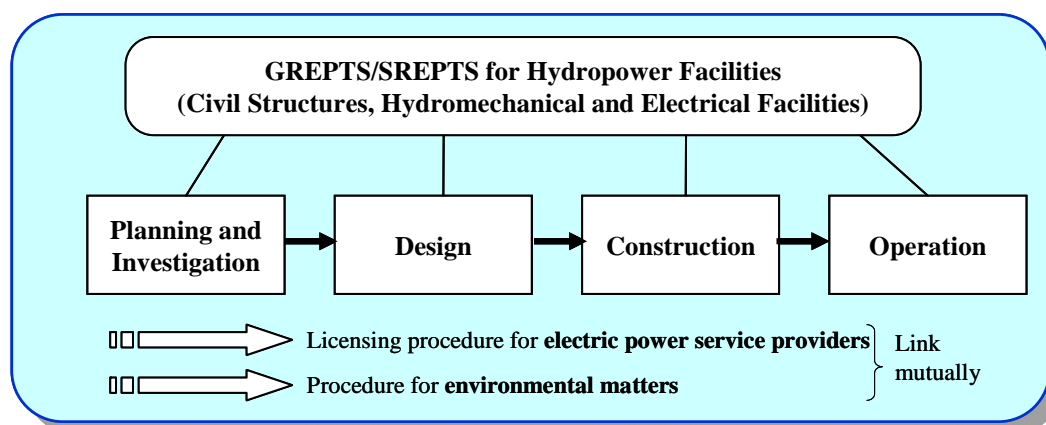 GREPTS/SREPTS for Hydropower Facilities
(Civil Structures, Hydromechanical and Electrical Facilities)
Planning and
Investigation
Design
Construction
Operation
Licensing procedure for electric power service providers
Procedure for environmental matters
Link
mutually